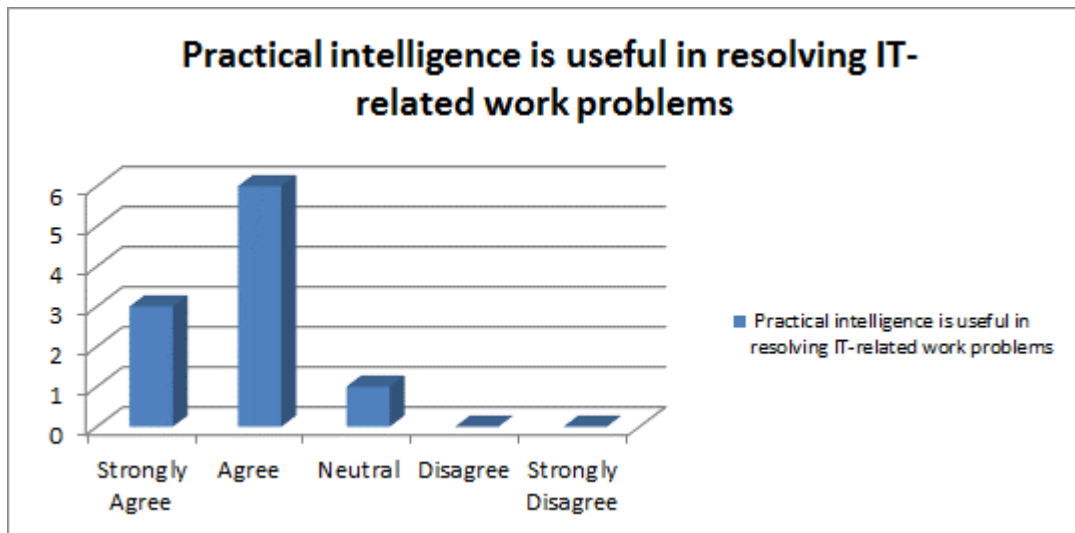 Practical intelligence is useful in resolving IT-
related work problems
6
5
4
3
2
1
0
Strongly Agree
Agree
Neutral
Disagree
Strongly Disagree
Practical intelligence is useful in
resolving IT-related work problems